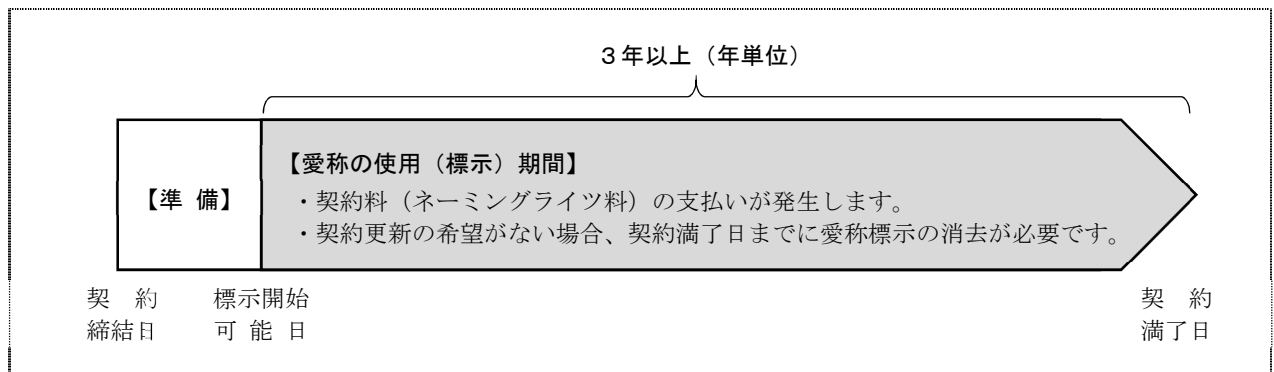 3年以上（年単位）
【準 備】
【愛称の使用（標示）期間】
・契約料（ネーミングライツ料）の支払いが発生します。
・契約更新の希望がない場合、契約満了日までに愛称標示の消去が必要です。
契 約
締結日
標示開始
可 能 日
契 約
満了日